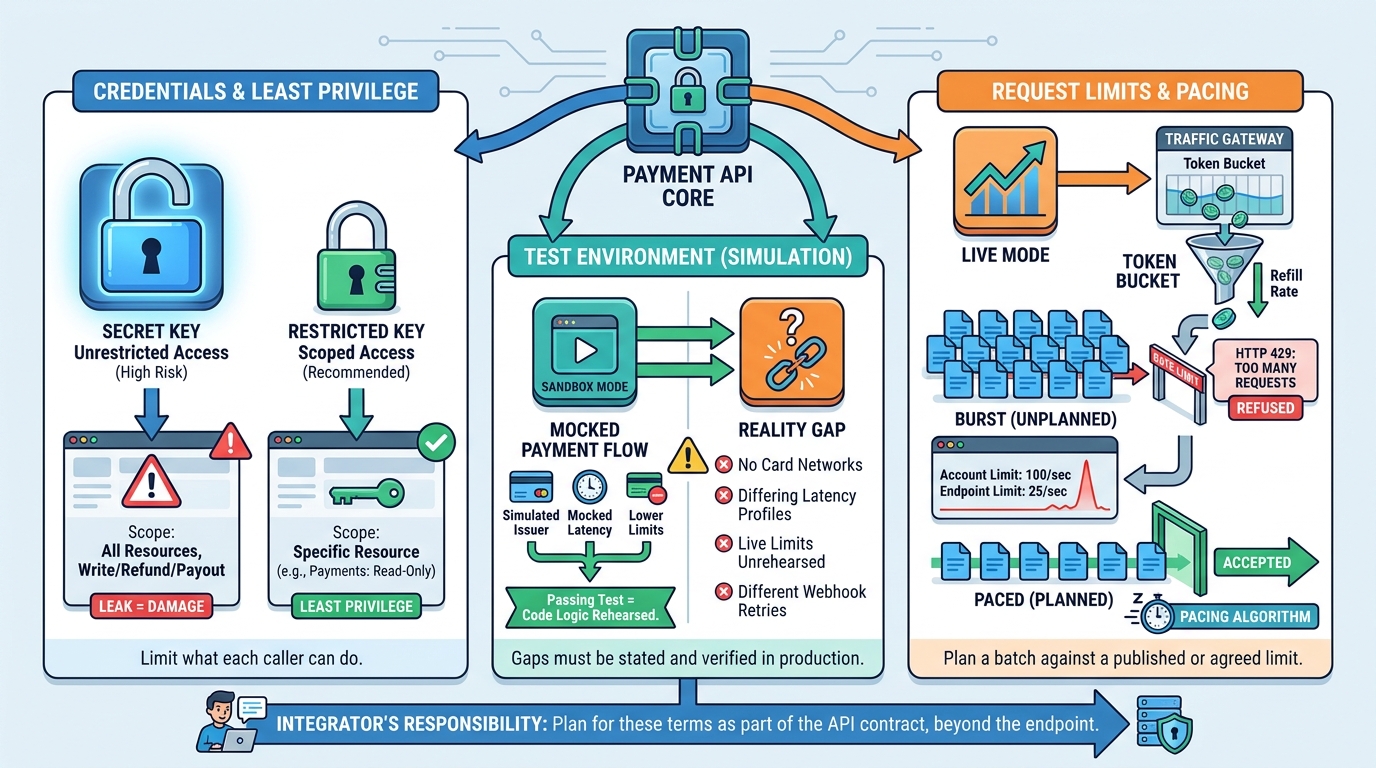 PAYMENT API
CORE
CREDENTIALS & LEAST PRIVILEGE
SECRET KEY
Unrestricted Access
(High Risk)
RESTRICTED KEY
Scoped Access
(Recommended)
Scope:
All Resources,
Write/Refund/Payout
LEAK = DAMAGE
Scope:
Specific Resource
(e.g., Payments: Read-Only)
LEAST PRIVILEGE
Limit what each caller can do.
TEST ENVIRONMENT (SIMULATION)
SANDBOX MODE
MOCKED
PAYMENT FLOW
Simulated
Issuer
Mocked
Latency
Lower
Limits
Passing Test =
Code Logic Rehearsed.
?
REALITY GAP
No Card Networks
Differing Latency
Profiles
Live Limits
Unrehearsed
Different Webhook
Retries
Gaps must be stated and verified in production.
REQUEST LIMITS & PACING
LIVE MODE
TRAFFIC GATEWAY
Token Bucket
TOKEN
BUCKET
Refill
Rate
BURST (UNPLANNED)
BOTE LIMIT
HTTP 429:
TOO MANY
REQUESTS
REFUSED
Account Limit: 100/sec
Endpoint Limit: 25/sec
PACED (PLANNED)
ACCEPTED
Z
PACING ALGORITHM
Plan a batch against a published or agreed limit.
INTEGRATOR'S RESPONSIBILITY: Plan for these terms as part of the API contract, beyond the endpoint.